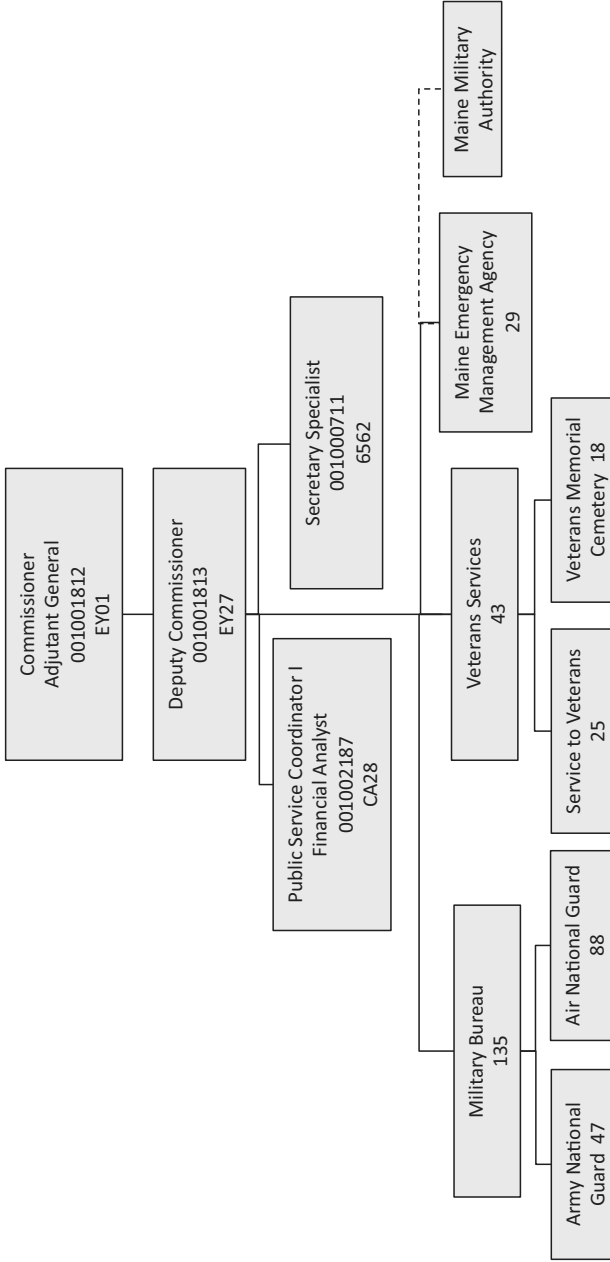 Commissioner
Adjutant General
001001812
EY01
Deputy Commissioner
001001813
EY27
Public Service Coordinator I
Financial Analyst
001002187
CA28
Secretary Specialist
001000711
6562
Military Bureau
135
Veterans Services
43
Maine Emergency
Management Agency
29
Maine Military
Authority
Army National
Guard 47
Air National Guard
88
Service to Veterans
25
Veterans Memorial
Cemetery 18